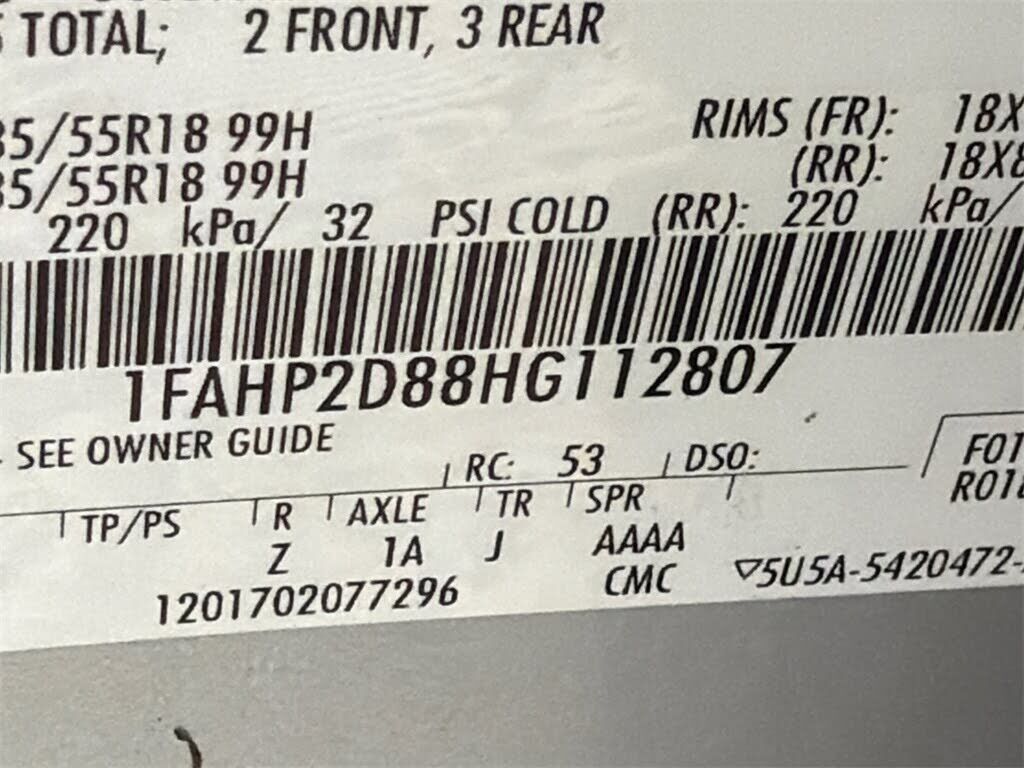 TOTAL; 2 FRONT, 3 REAR
35/55R18 99H RIMS (FR): 18X
35/55R18 99H (RR): 18X8
220 kPa/ 32 PSI COLD (RR): 220 kPa/
1FAHP2D88HG112807
SEE OWNER GUIDE
RC: 53 DSO:
F01
TP/PS R AXLE TR SPR
R018
Z 1A J AAAA
1201702077296 CMC ▽5U5A-5420472-